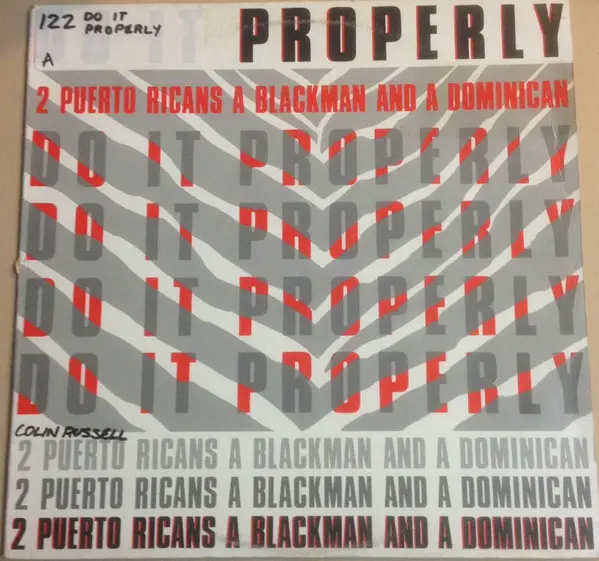 122 DO IT
PROPERLY
A
DO IT PROPERLY
2 PUERTO RICANS A BLACKMAN AND A DOMINICAN
DO IT PROPERLY
DO IT PROPERLY
DO IT PROPERLY
DO IT PROPERLY
COLIN RUSSELL
2 PUERTO RICANS A BLACKMAN AND A DOMINICAN
2 PUERTO RICANS A BLACKMAN AND A DOMINICAN
2 PUERTO RICANS A BLACKMAN AND A DOMINICAN